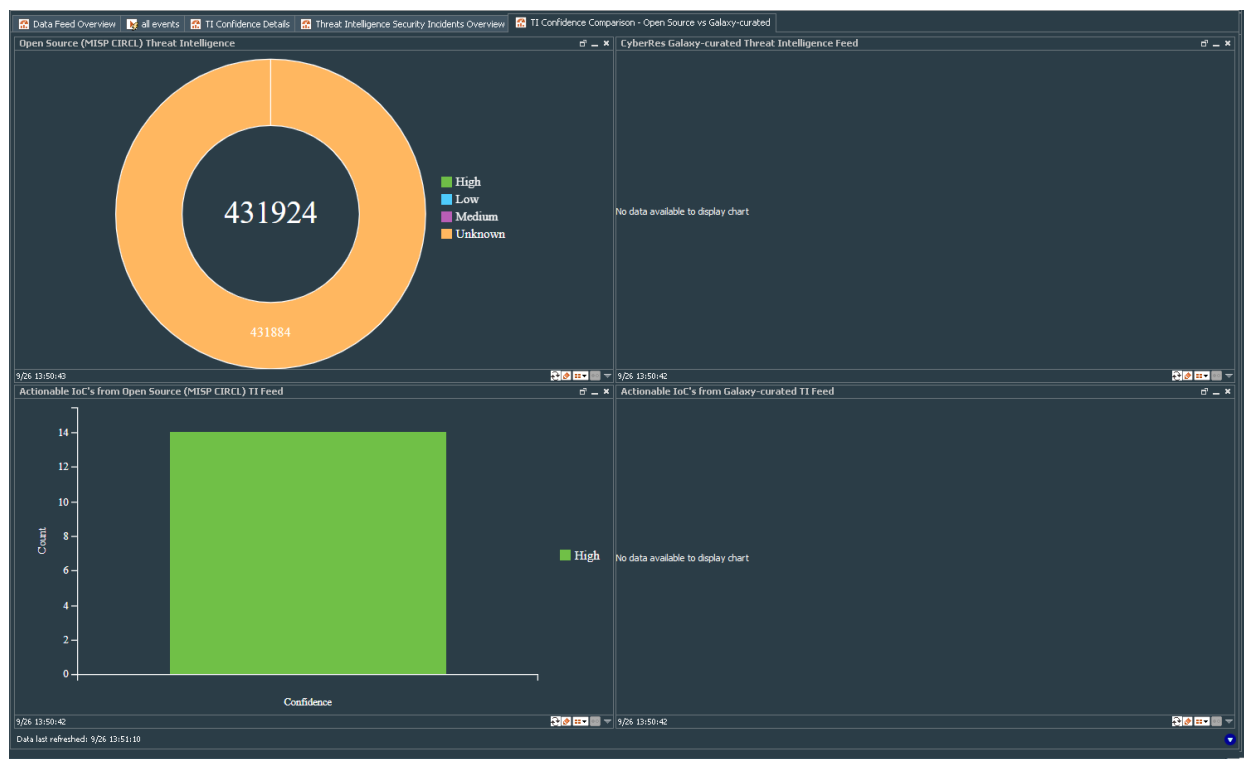 Data Feed Overview
all events
TI Confidence Details
Threat Intelligence Security Incidents Overview
TI Confidence Comparison - Open Source vs Galaxy-curated
Open Source (MISP CIRCL) Threat Intelligence
431924
431884
High
Low
Medium
Unknown
9/26 13:50:43
CyberRes Galaxy-curated Threat Intelligence Feed
No data available to display chart
9/26 13:50:42
Actionable IoC's from Open Source (MISP CIRCL) TI Feed
14
12
10
8
6
4
2
0
Count
Confidence
High
9/26 13:50:42
Actionable IoC's from Galaxy-curated TI Feed
No data available to display chart
9/26 13:50:42
Data last refreshed: 9/26 13:51:10